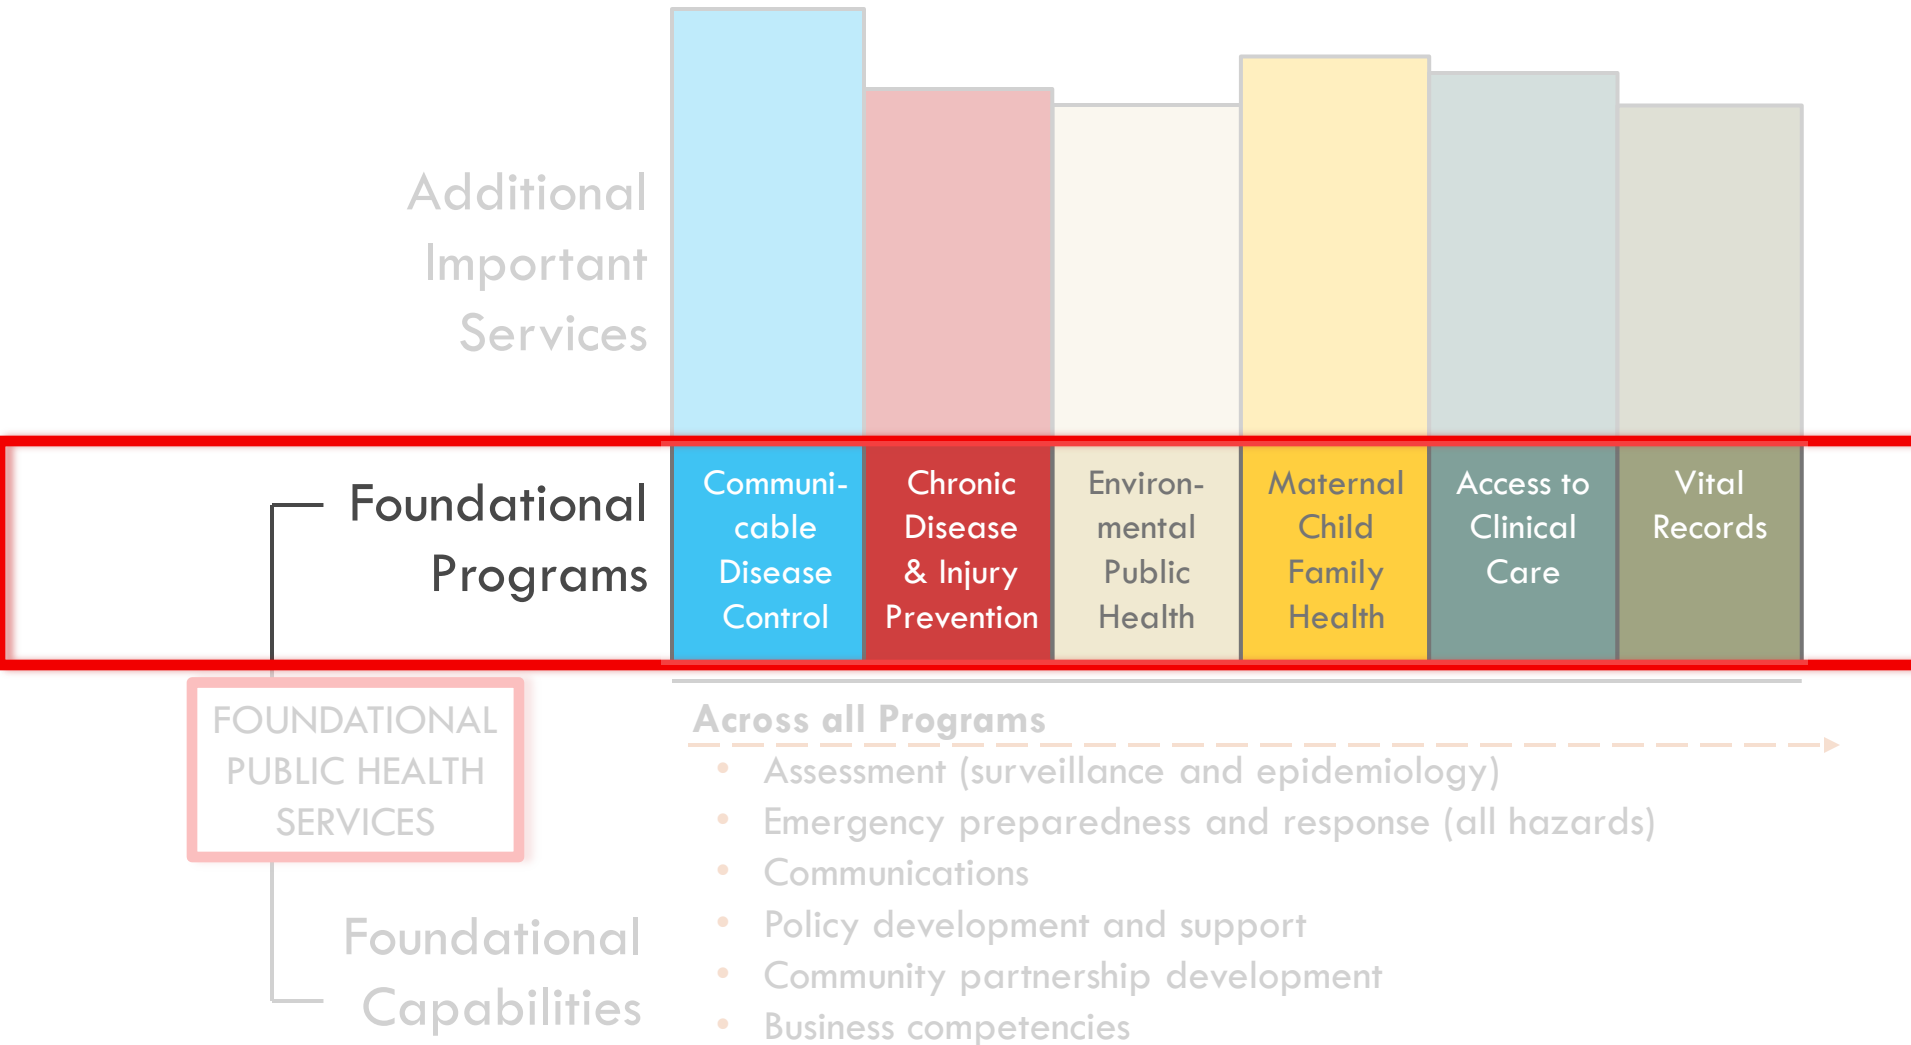 Additional
Important
Services
Foundational
Programs
Communi-
cable
Disease
Control
Chronic
Disease
& Injury
Prevention
Environ-
mental
Public
Health
Maternal
Child
Family
Health
Access to
Clinical
Care
Vital
Records
FOUNDATIONAL
PUBLIC HEALTH
SERVICES
Across all Programs
• Assessment (surveillance and epidemiology)
• Emergency preparedness and response (all hazards)
• Communications
• Policy development and support
• Community partnership development
• Business competencies
Foundational
Capabilities